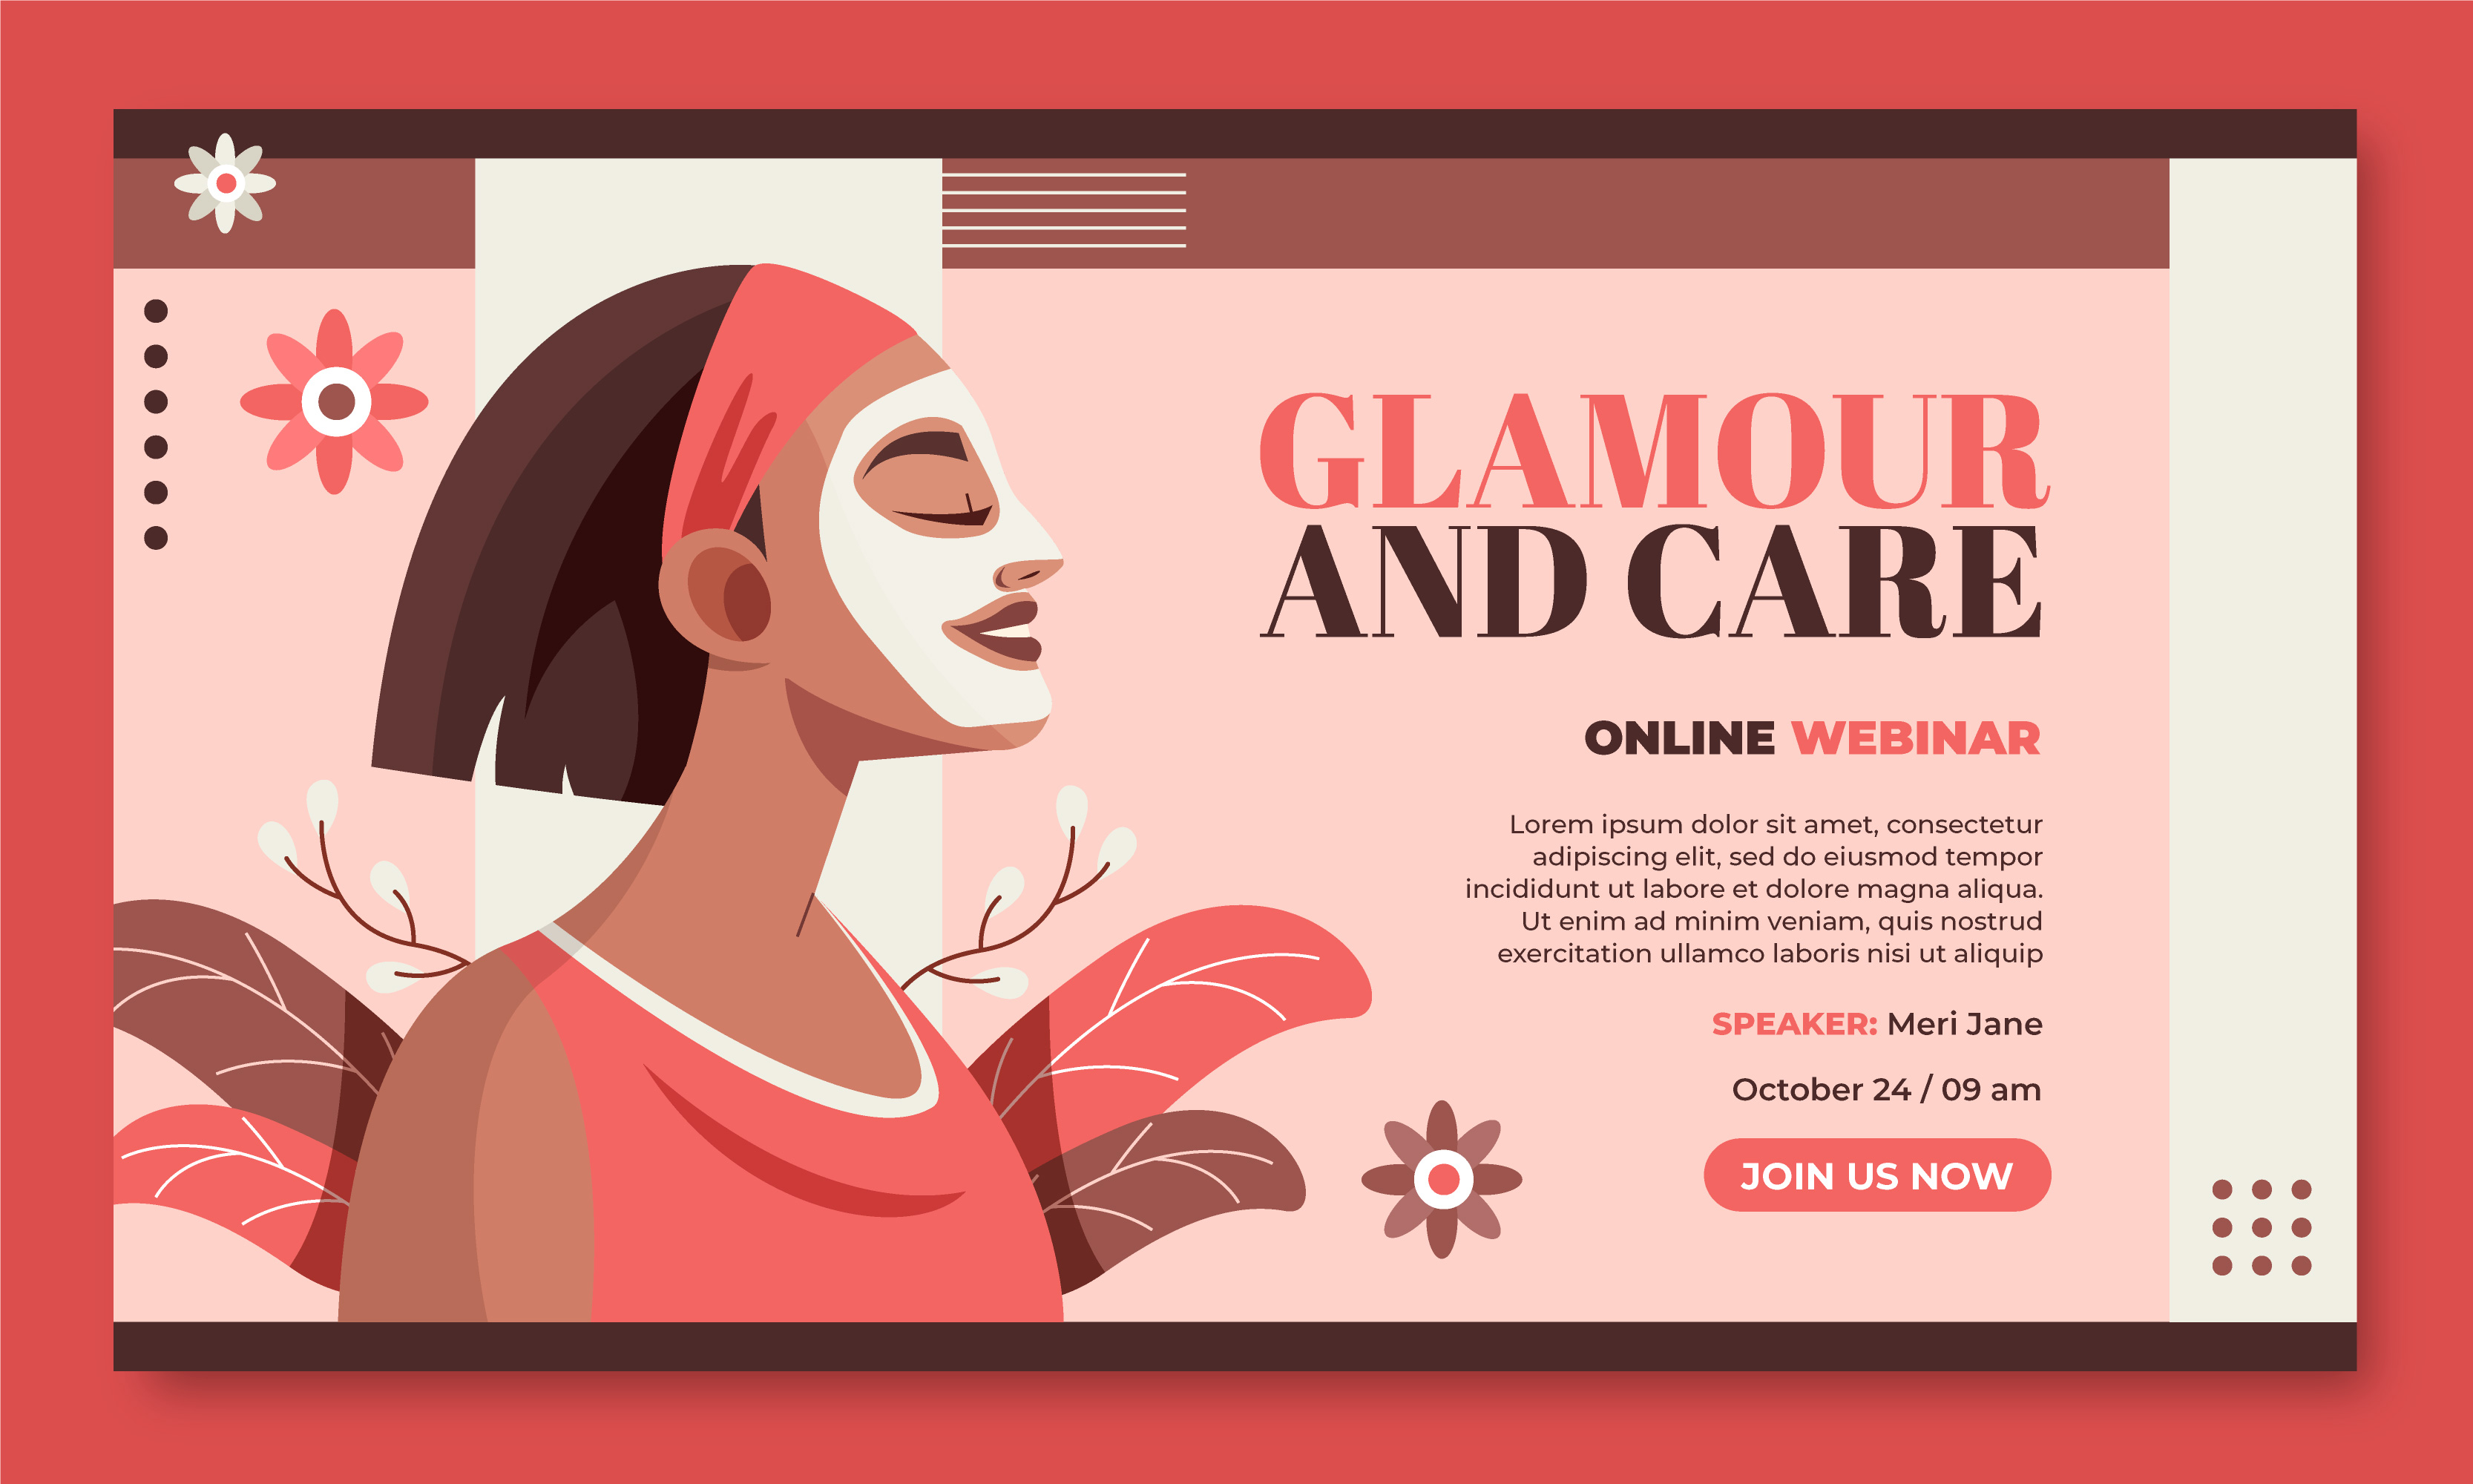 GLAMOUR
AND CARE
ONLINE WEBINAR
Lorem ipsum dolor sit amet, consectetur
adipiscing elit, sed do eiusmod tempor
incididunt ut labore et dolore magna aliqua.
Ut enim ad minim veniam, quis nostrud
exercitation ullamco laboris nisi ut aliquip
SPEAKER: Meri Jane
October 24 / 09 am
JOIN US NOW